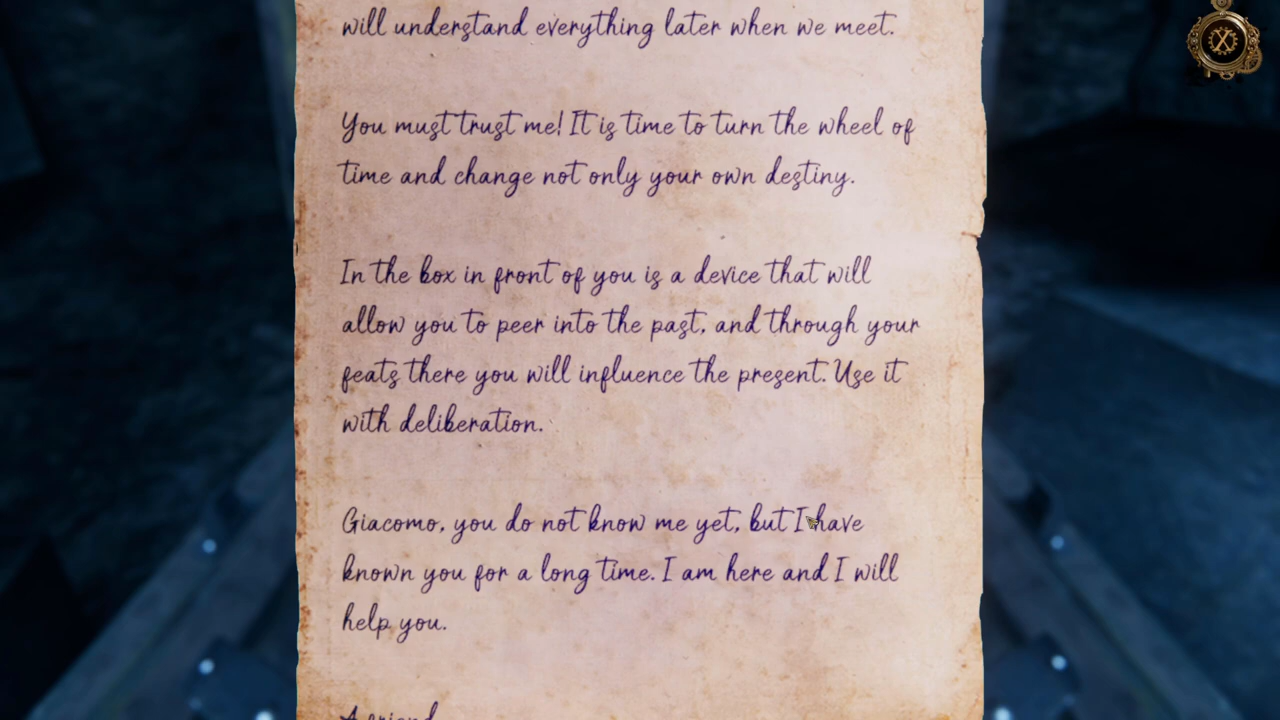 will understand everything later when we meet.
You must trust me! It is time to turn the wheel of
time and change not only your own destiny.
In the box in front of you is a device that will
allow you to peer into the past, and through your
feats there you will influence the present. Use it
with deliberation.
Giacomo, you do not know me yet, but I have
known you for a long time. I am here and I will
help you.
A friend
X